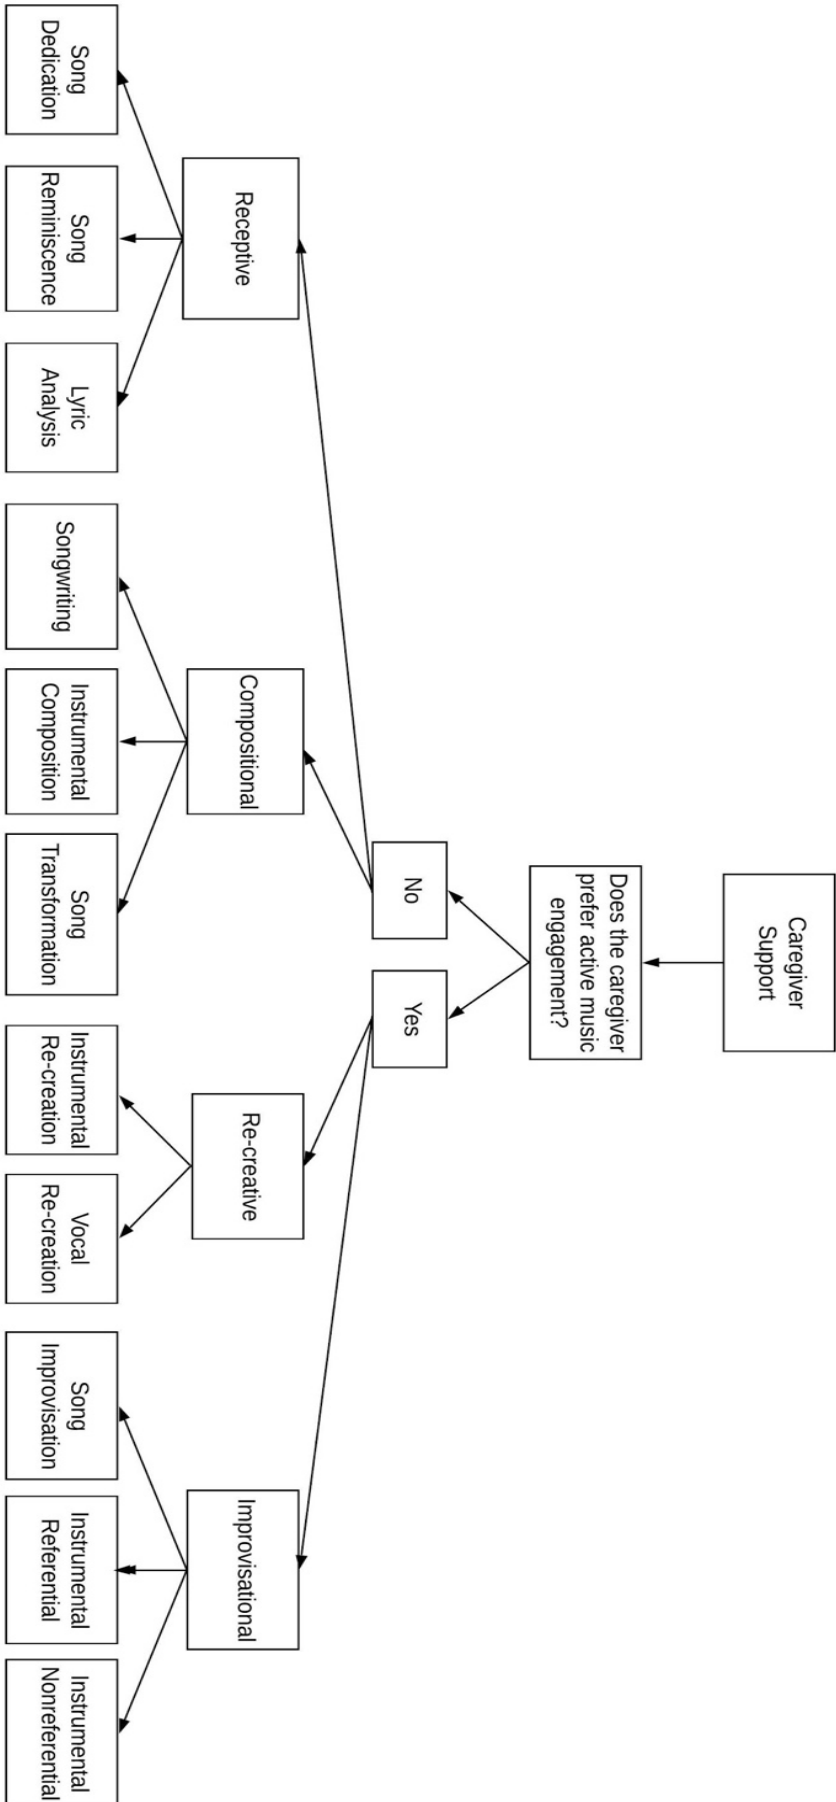 Caregiver
Support
Does the caregiver
prefer active music
engagement?
No
Yes
Receptive
Compositional
Re-creative
Improvisational
Song
Dedication
Song
Reminiscence
Lyric
Analysis
Songwriting
Instrumental
Composition
Song
Transformation
Instrumental
Re-creation
Vocal
Re-creation
Song
Improvisation
Instrumental
Referential
Instrumental
Nonreferential